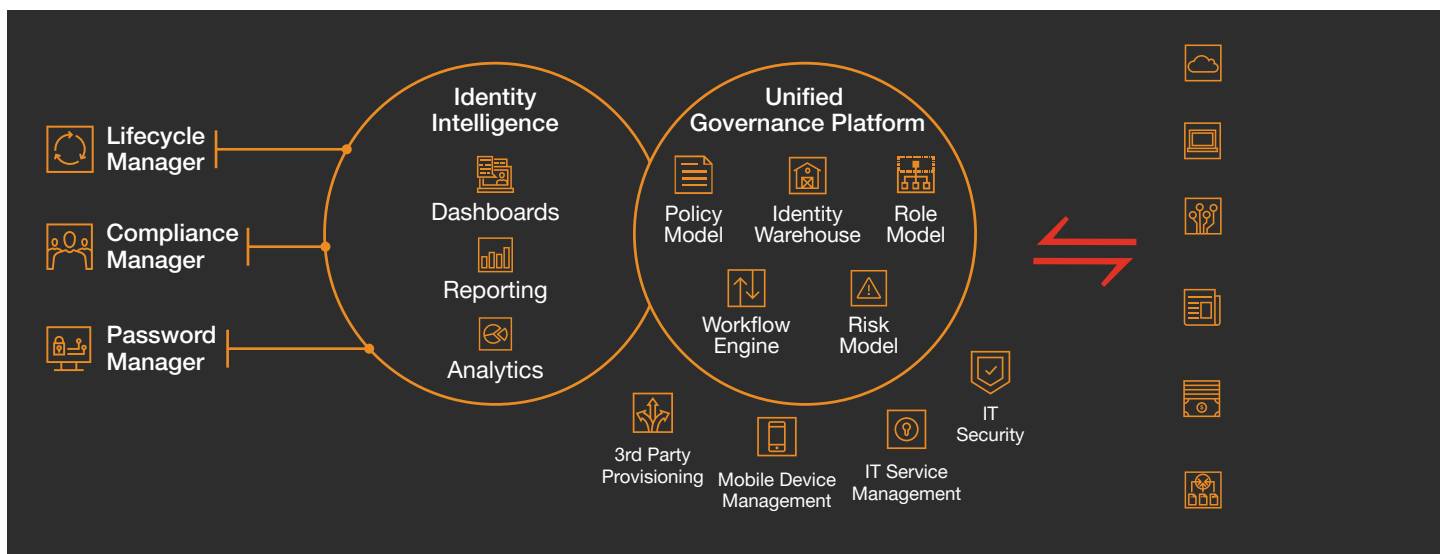 Lifecycle
Manager
Compliance
Manager
Password
Manager
Identity
Intelligence
Dashboards
Reporting
Analytics
Unified
Governance Platform
Policy
Model
Identity
Warehouse
Role
Model
Workflow
Engine
Risk
Model
3rd Party
Provisioning
Mobile Device
Management
IT Service
Management
IT
Security